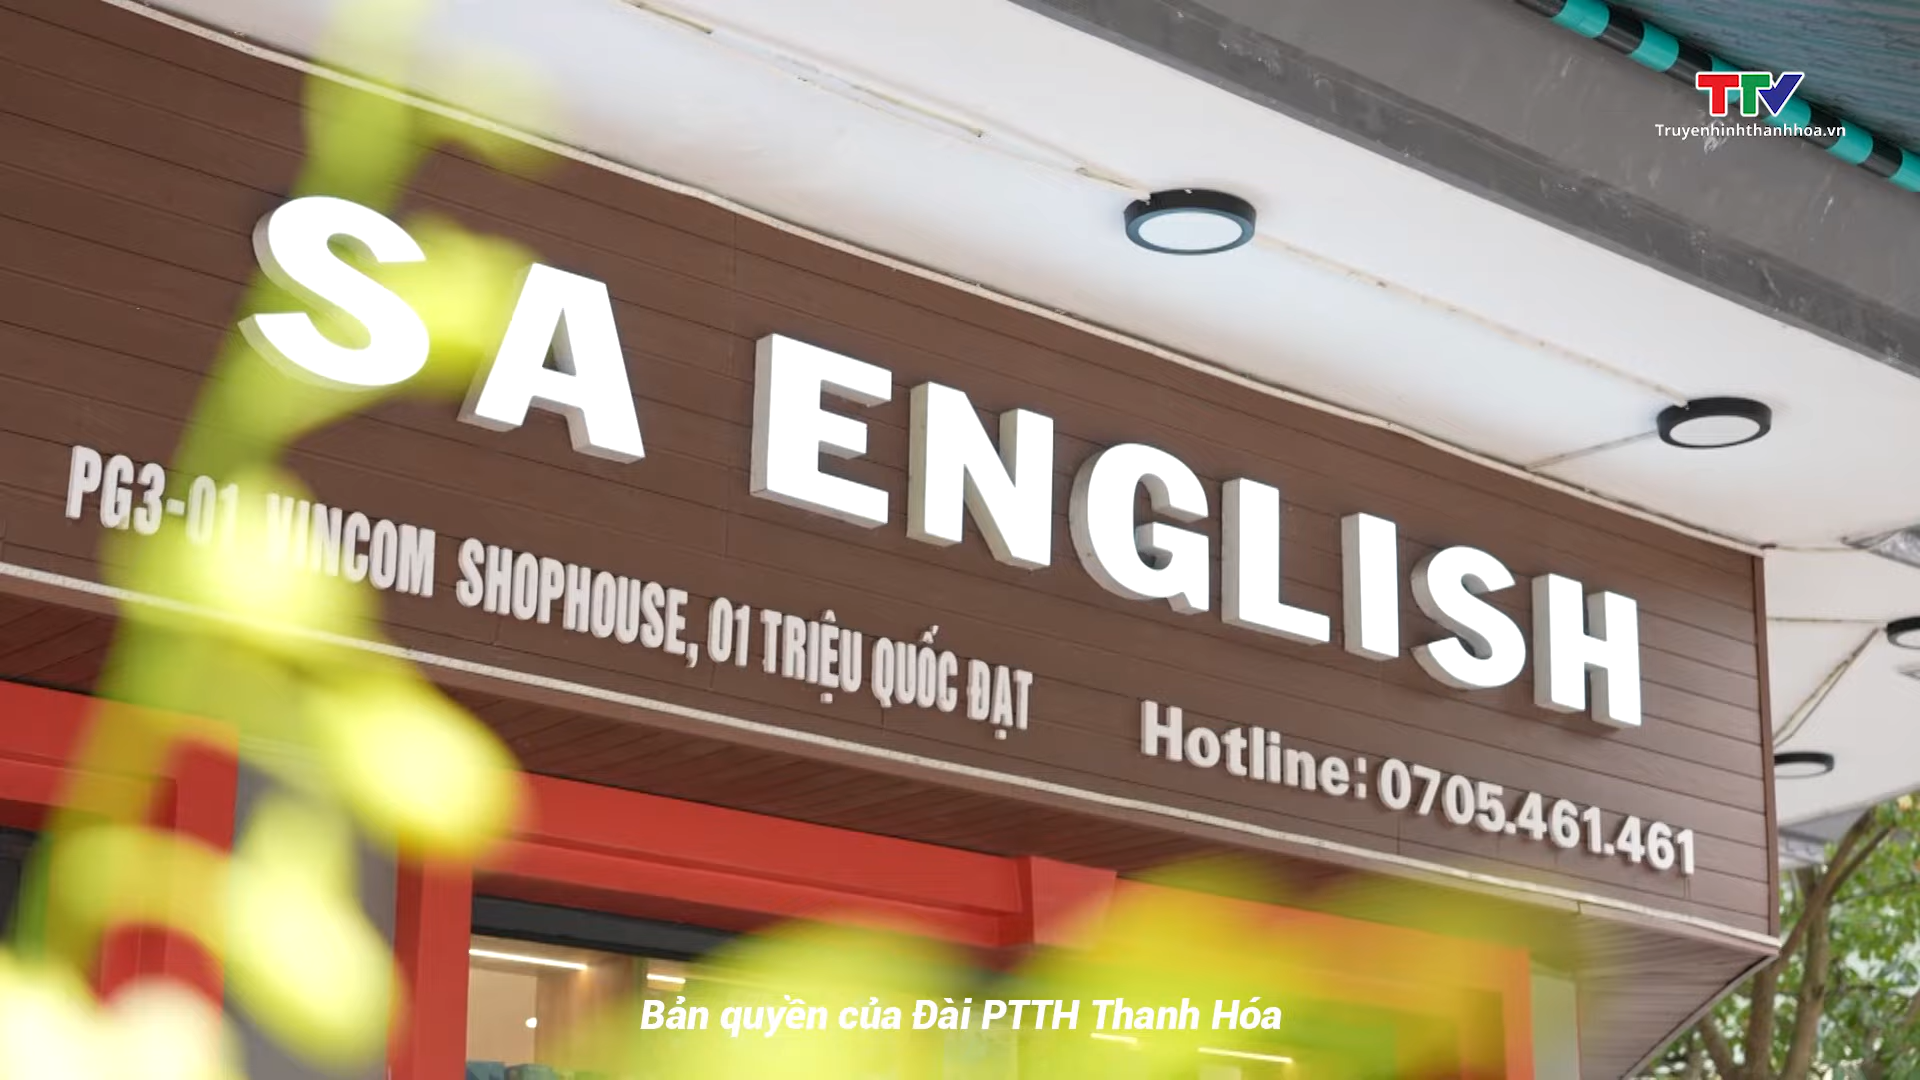 TTV
Truyenhinhthanhhoa.vn
SA ENGLISH
PG3-01 VINCOM SHOPHOUSE, 01 TRIỆU QUỐC ĐẠT
Hotline: 0705.461.461
Bản quyền của Đài PTTH Thanh Hóa